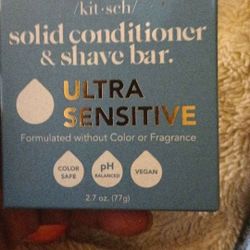 /kit·sch/
solid conditioner
& shave bar.
ULTRA
SENSITIVE
Formulated without Color or Fragrance
COLOR
SAFE
pH
BALANCED
VEGAN
2.7 oz. (77g)